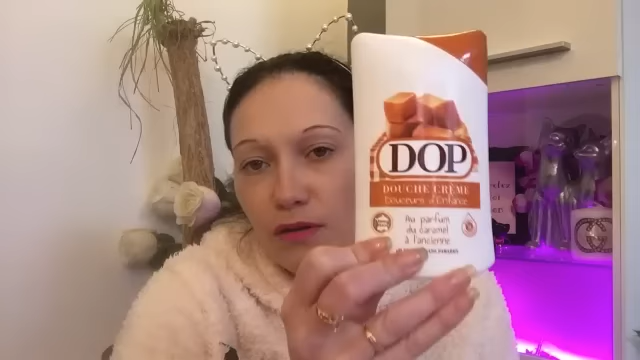 DOP
DOUCHE CRÈME
Douceurs d'Enfance
Au parfum
du caramel
à l'ancienne